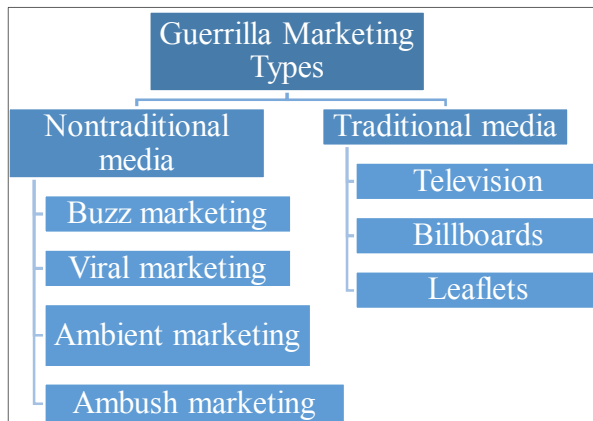 Guerrilla Marketing
Types
Nontraditional
media
Buzz marketing
Viral marketing
Ambient marketing
Ambush marketing
Traditional media
Television
Billboards
Leaflets